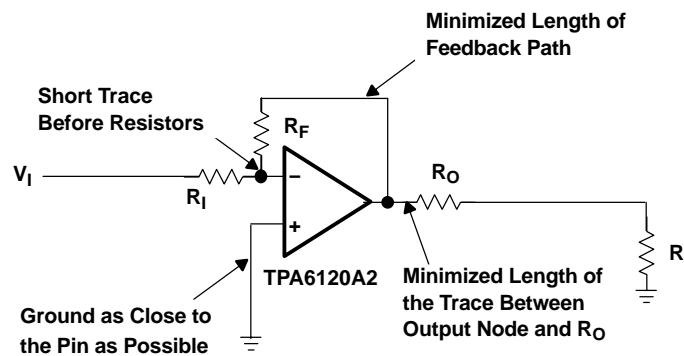 Minimized Length of
Feedback Path
Short Trace
Before Resistors
RF
VI
RI
−
+
RO
R
TPA6120A2
Minimized Length of
the Trace Between
Output Node and RO
Ground as Close to
the Pin as Possible